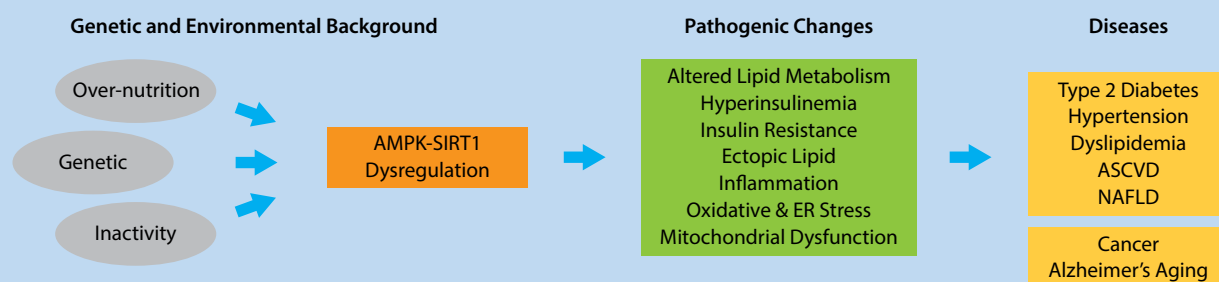 Genetic and Environmental Background
Over-nutrition
Genetic
Inactivity
AMPK-SIRT1
Dysregulation
Pathogenic Changes
Altered Lipid Metabolism
Hyperinsulinemia
Insulin Resistance
Ectopic Lipid
Inflammation
Oxidative & ER Stress
Mitochondrial Dysfunction
Diseases
Type 2 Diabetes
Hypertension
Dyslipidemia
ASCVD
NAFLD
Cancer
Alzheimer's Aging